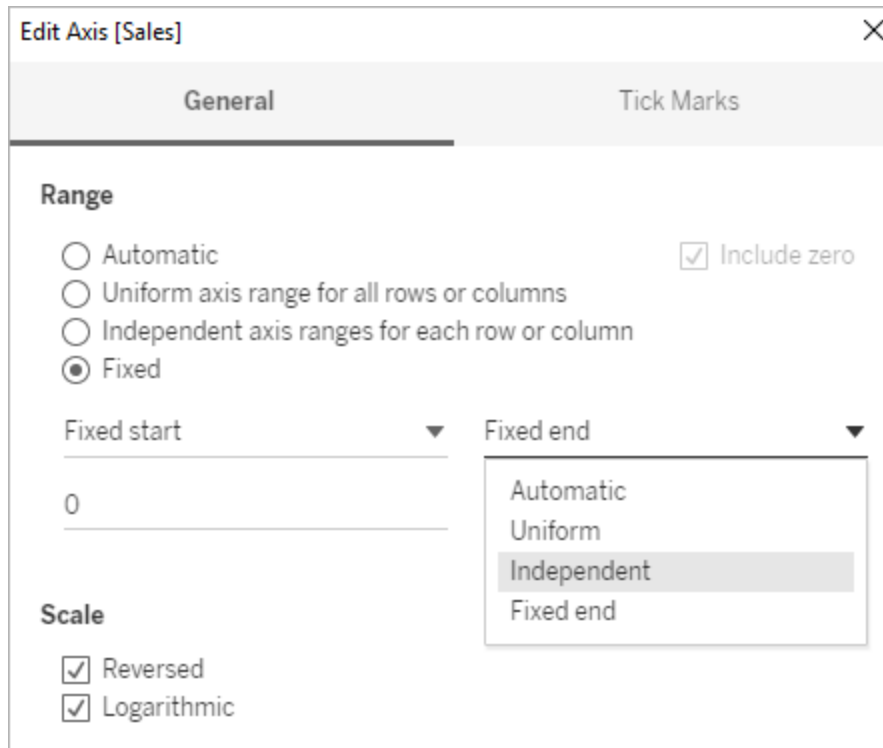 Edit Axis [Sales]
General
Tick Marks
Range
Automatic
Include zero
Uniform axis range for all rows or columns
Independent axis ranges for each row or column
Fixed
Fixed start
Fixed end
0
Automatic
Uniform
Independent
Fixed end
Scale
Reversed
Logarithmic